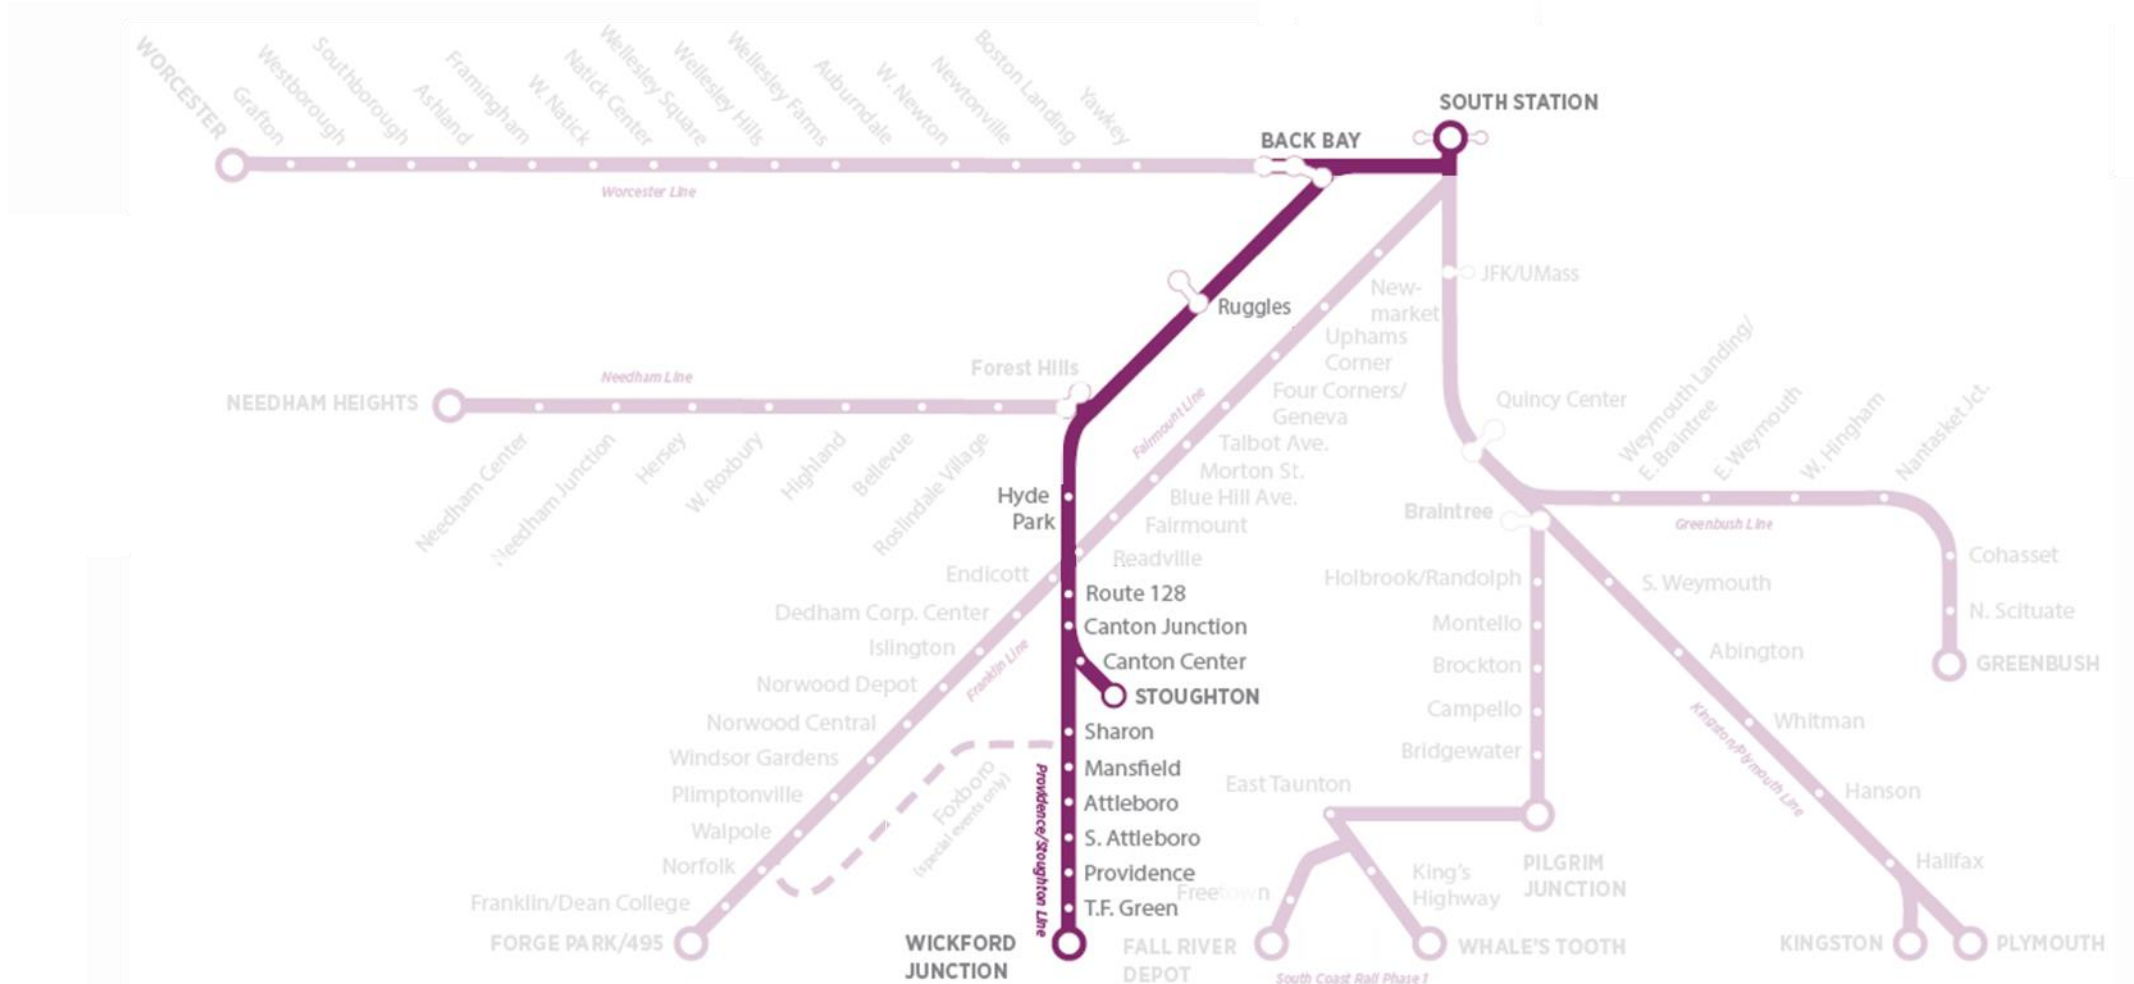 WORCESTER
Grafton
Westborough
Southborough
Ashland
Framingham
W. Natick
Natick Center
Wellesley Square
Wellesley Hills
Wellesley Farms
Auburndale
W. Newton
Newtonville
Boston Landing
Yawkey
BACK BAY
SOUTH STATION
Worcester Line
Ruggles
New-
market
JFK/UMass
Uphams
Corner
Forest Hills
Needham Line
NEEDHAM HEIGHTS
Needham Center
Needham Junction
Hersey
W. Roxbury
Highland
Bellevue
Roslindale Village
Fairmount Line
Four Corners/
Geneva
Talbot Ave.
Morton St.
Blue Hill Ave.
Fairmount
Readville
Quincy Center
Weymouth Landing/
E. Braintree
E. Weymouth
W. Hingham
Nantasket Jct.
Greenbush Line
Cohasset
N. Scituate
GREENBUSH
Hyde
Park
Braintree
Endicott
Dedham Corp. Center
Islington
Norwood Depot
Norwood Central
Windsor Gardens
Plimptonville
Walpole
Norfolk
Franklin/Dean College
FORGE PARK/495
Franklin Line
Foxboro
(special events only)
Route 128
Canton Junction
Canton Center
STOUGHTON
Sharon
Mansfield
Attleboro
S. Attleboro
Providence
T.F. Green
WICKFORD
JUNCTION
Providence/Stoughton Line
Holbrook/Randolph
Montello
Brockton
Campello
Bridgewater
East Taunton
PILGRIM
JUNCTION
Freetown
King's
Highway
FALL RIVER
DEPOT
WHALE'S TOOTH
South Coast Rail Phase 1
S. Weymouth
Abington
Whitman
Hanson
Halifax
Kingston/Plymouth Line
KINGSTON
PLYMOUTH